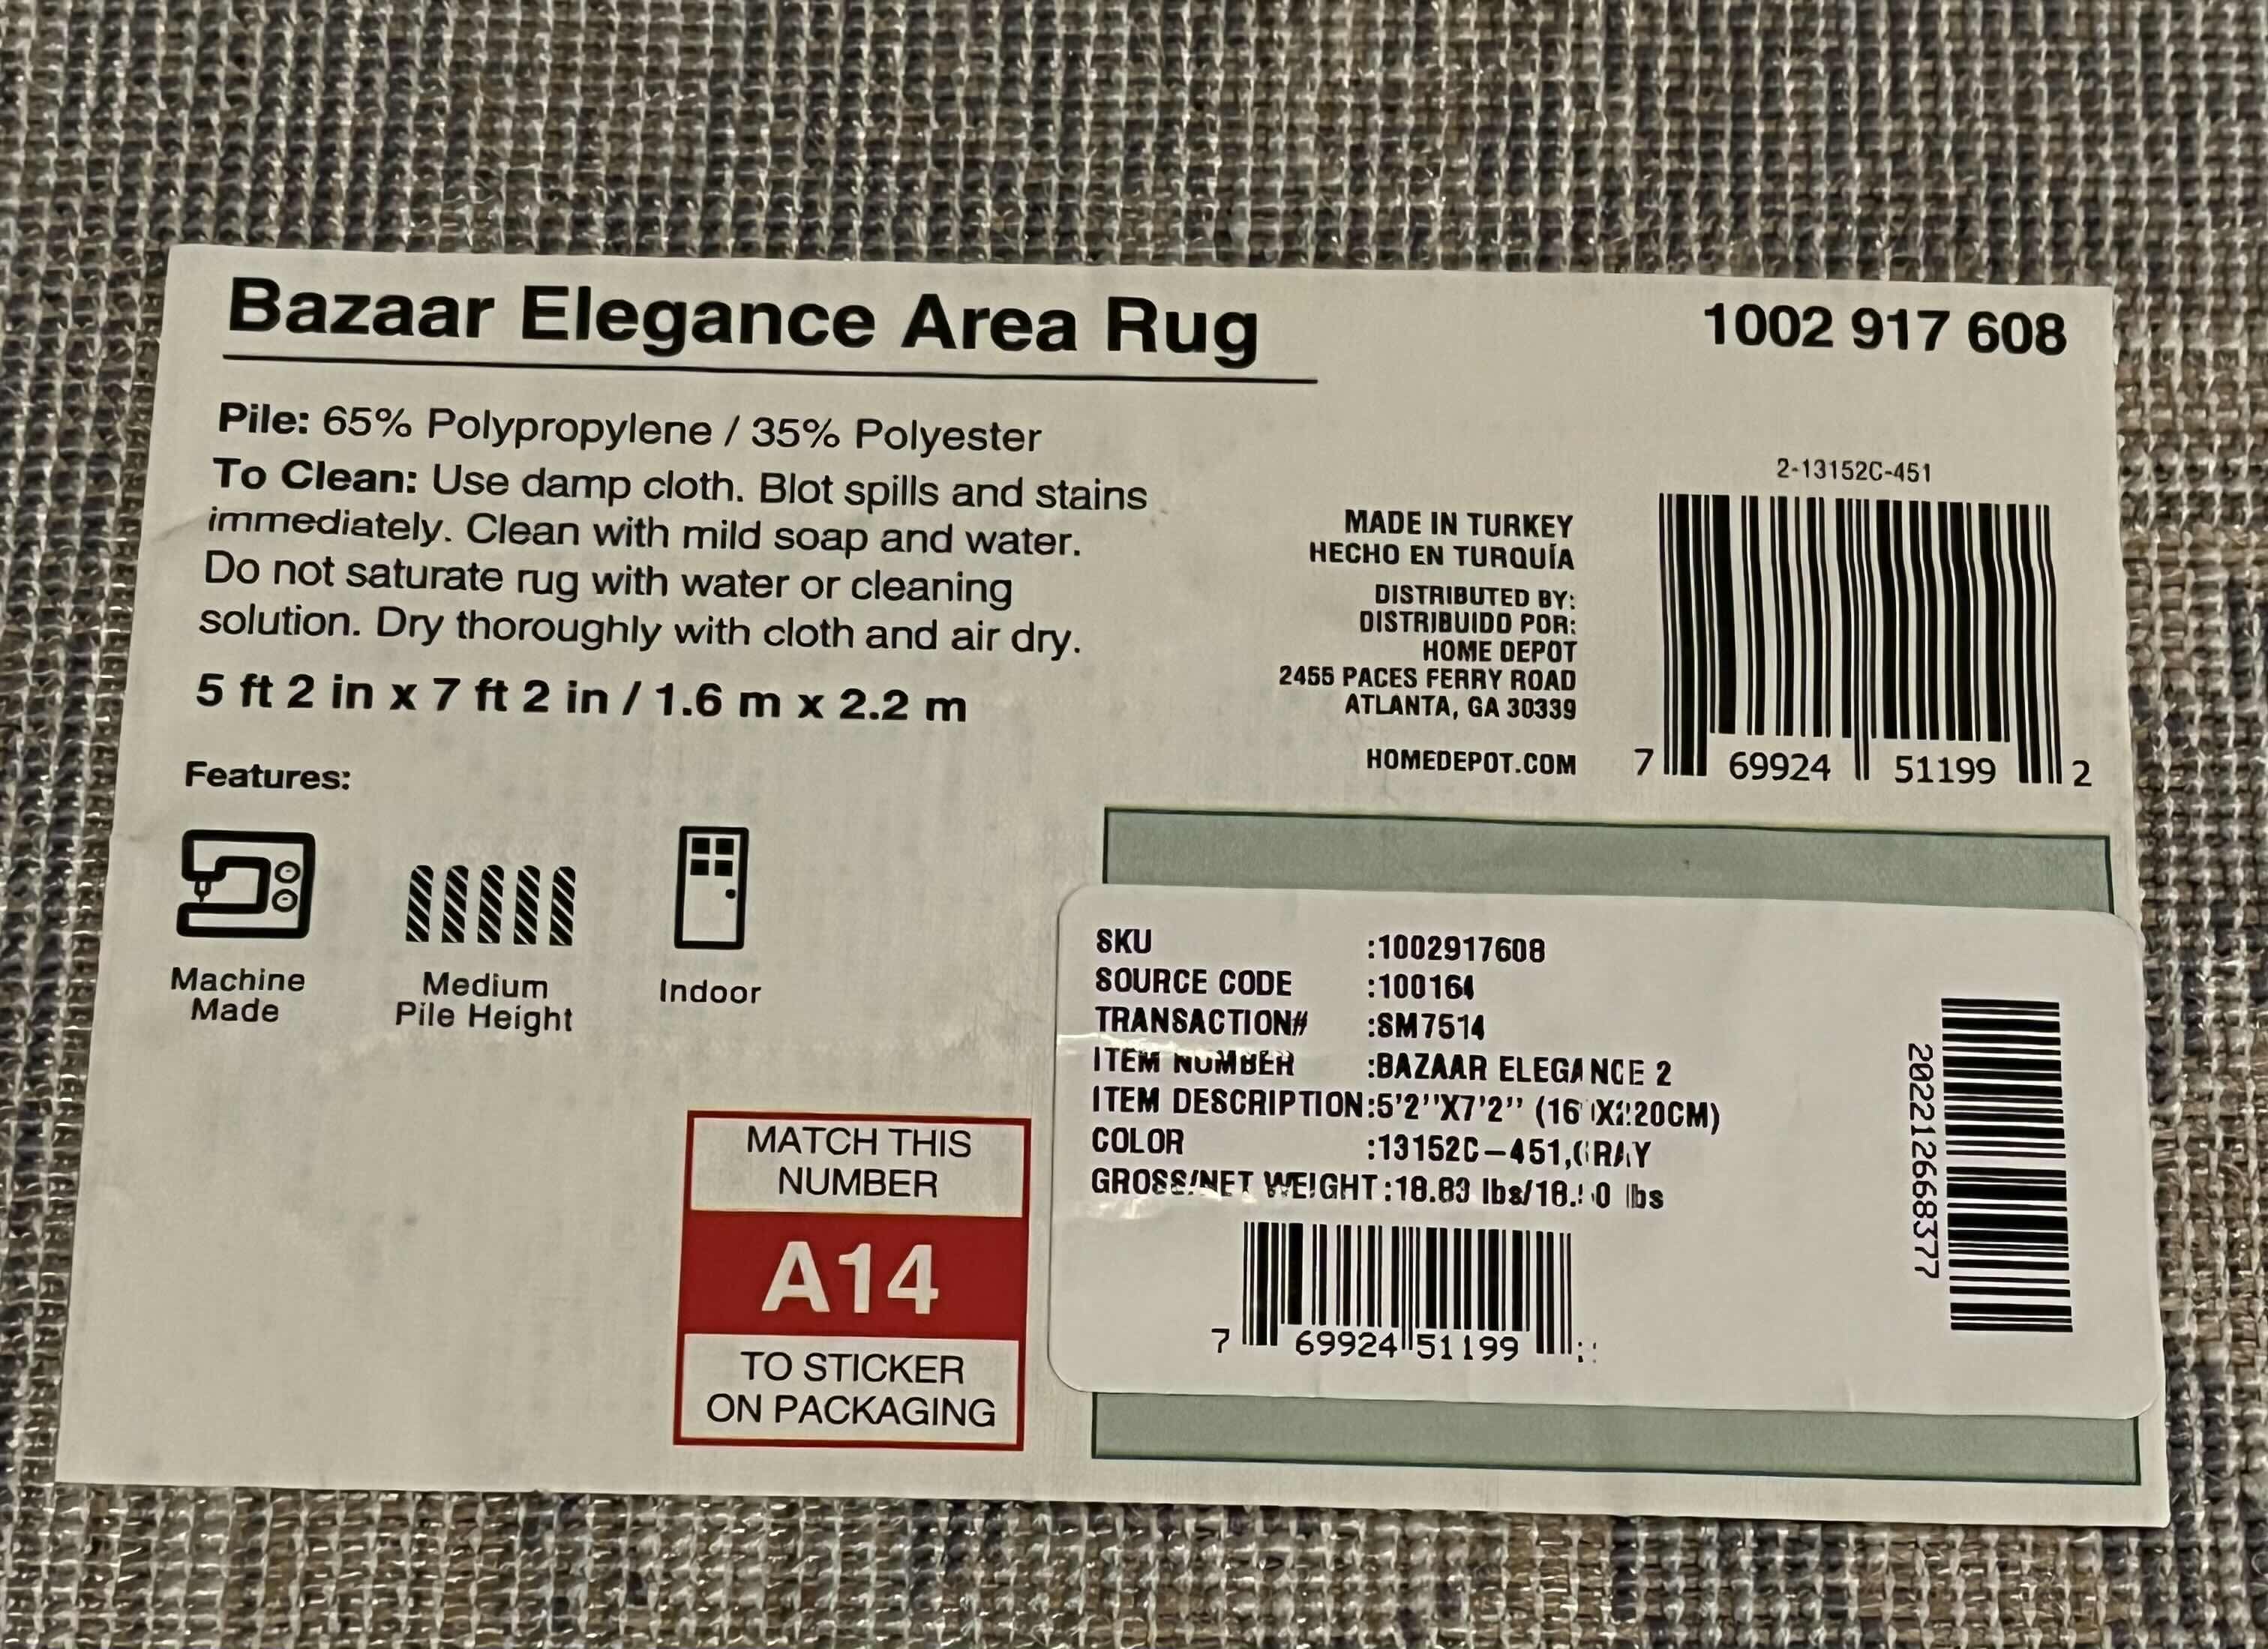 Bazaar Elegance Area Rug
1002 917 608
Pile: 65% Polypropylene / 35% Polyester
To Clean: Use damp cloth. Blot spills and stains
immediately. Clean with mild soap and water.
Do not saturate rug with water or cleaning
solution. Dry thoroughly with cloth and air dry.
5 ft 2 in x 7 ft 2 in / 1.6 m x 2.2 m
MADE IN TURKEY
HECHO EN TURQUÍA
DISTRIBUTED BY:
DISTRIBUIDO POR:
HOME DEPOT
2455 PACES FERRY ROAD
ATLANTA, GA 30339
HOMEDEPOT.COM
2-13152C-451
7 69924 51199 2
Features:
Machine
Made
Medium
Pile Height
Indoor
MATCH THIS
NUMBER
A14
TO STICKER
ON PACKAGING
SKU :1002917608
SOURCE CODE :100164
TRANSACTION# :SM7514
ITEM NUMBER :BAZAAR ELEGANCE 2
ITEM DESCRIPTION:5'2''X7'2''
COLOR :13152C-451,GRAY
GROSS/NET WEIGHT:18.83 lbs/ lbs
7 69924 51199
202212668377